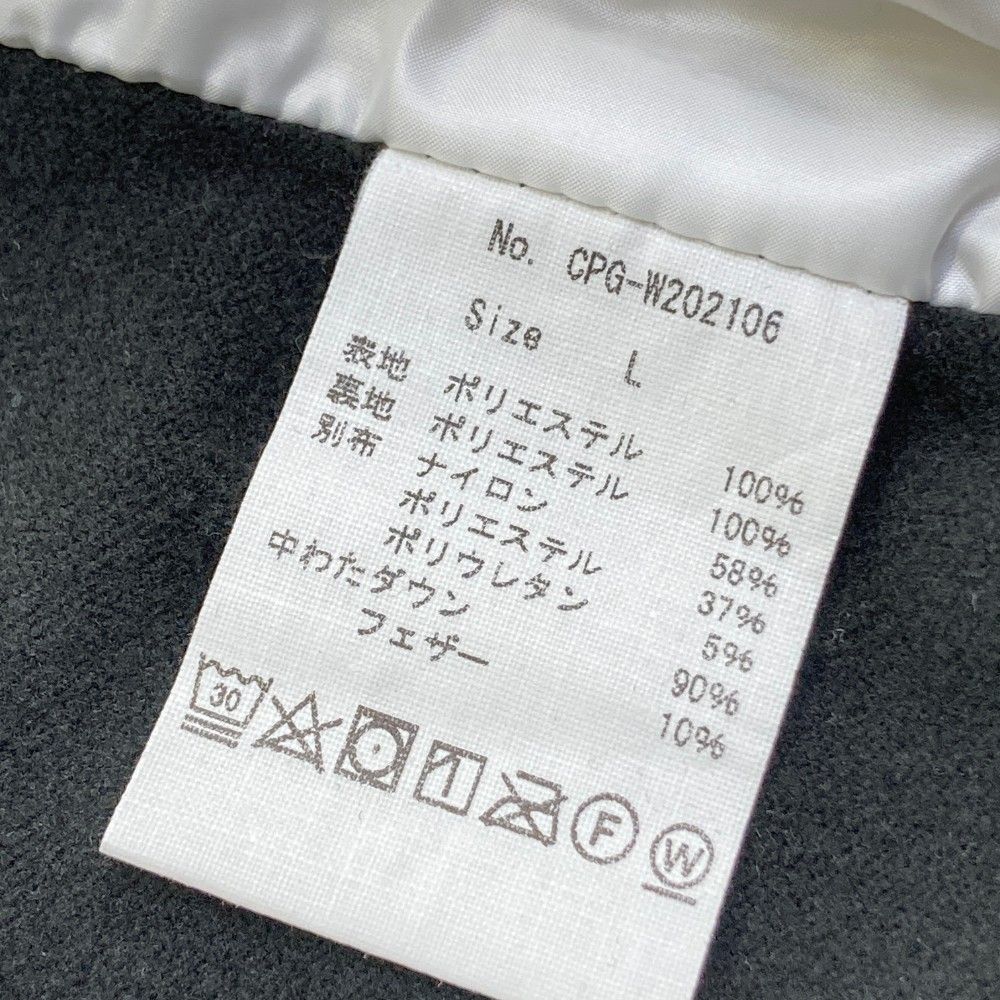 No. CPG-W202106
Size L
表地 ポリエステル 100%
裏地 ポリエステル 100%
別布 ナイロン 58%
ポリエステル 37%
ポリウレタン 5%
中わたダウン 90%
フェザー 10%
30 F W